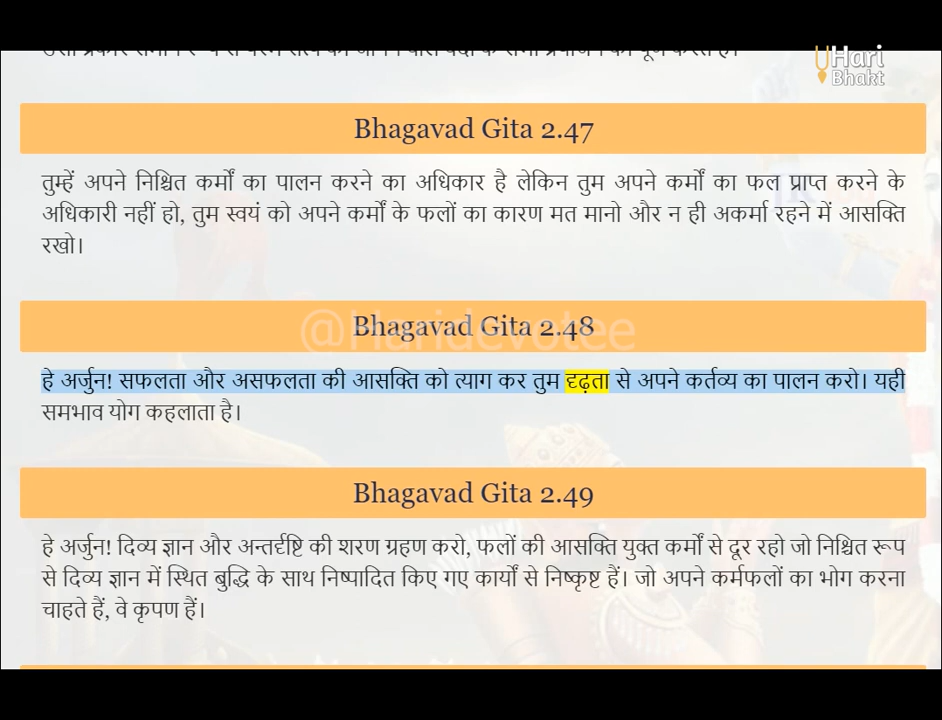 Hari
Bhakt
Bhagavad Gita 2.47
तुम्हें अपने निश्चित कर्मों का पालन करने का अधिकार है लेकिन तुम अपने कर्मों का फल प्राप्त करने के
अधिकारी नहीं हो, तुम स्वयं को अपने कर्मों के फलों का कारण मत मानो और न ही अकर्मा रहने में आसक्ति
रखो।
Bhagavad Gita 2.48
@Haridevotee
हे अर्जुन! सफलता और असफलता की आसक्ति को त्याग कर तुम दृढ़ता से अपने कर्तव्य का पालन करो। यही
समभाव योग कहलाता है।
Bhagavad Gita 2.49
हे अर्जुन! दिव्य ज्ञान और अन्तर्दृष्टि की शरण ग्रहण करो, फलों की आसक्ति युक्त कर्मों से दूर रहो जो निश्चित रूप
से दिव्य ज्ञान में स्थित बुद्धि के साथ निष्पादित किए गए कार्यों से निष्कृष्ट हैं। जो अपने कर्मफलों का भोग करना
चाहते हैं, वे कृपण हैं।